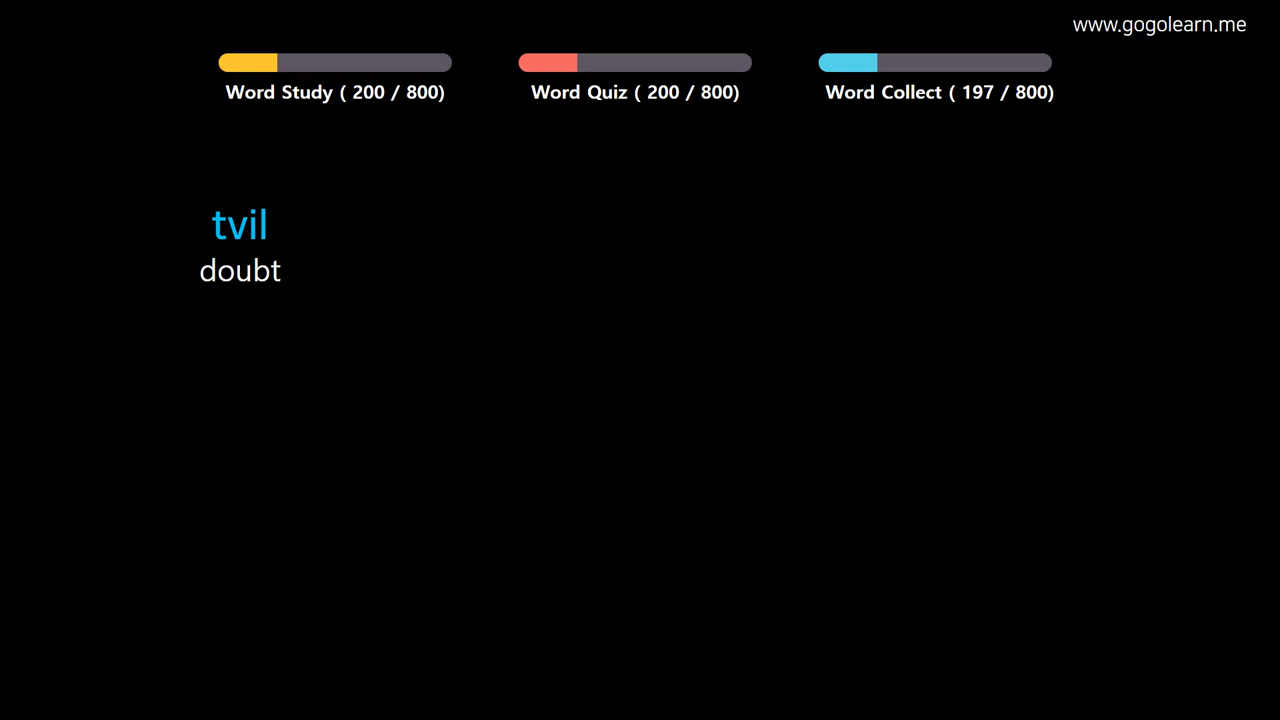 www.gogolearn.me
Word Study ( 200 / 800)
Word Quiz ( 200 / 800)
Word Collect ( 197 / 800)
tvil
doubt